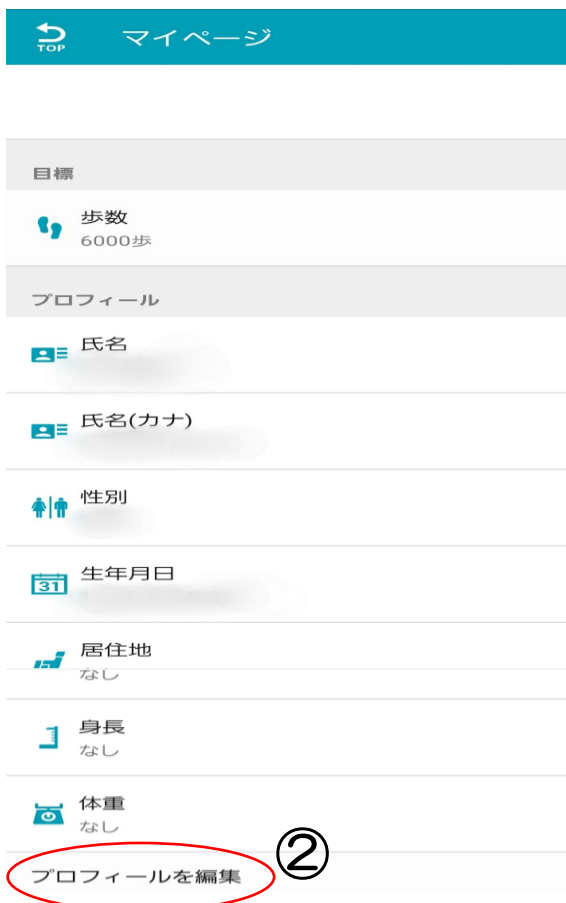 TOP
マイページ
目標
歩数
6000歩
プロフィール
氏名
氏名(カナ)
性別
31
生年月日
居住地
なし
身長
なし
体重
なし
プロフィールを編集
②